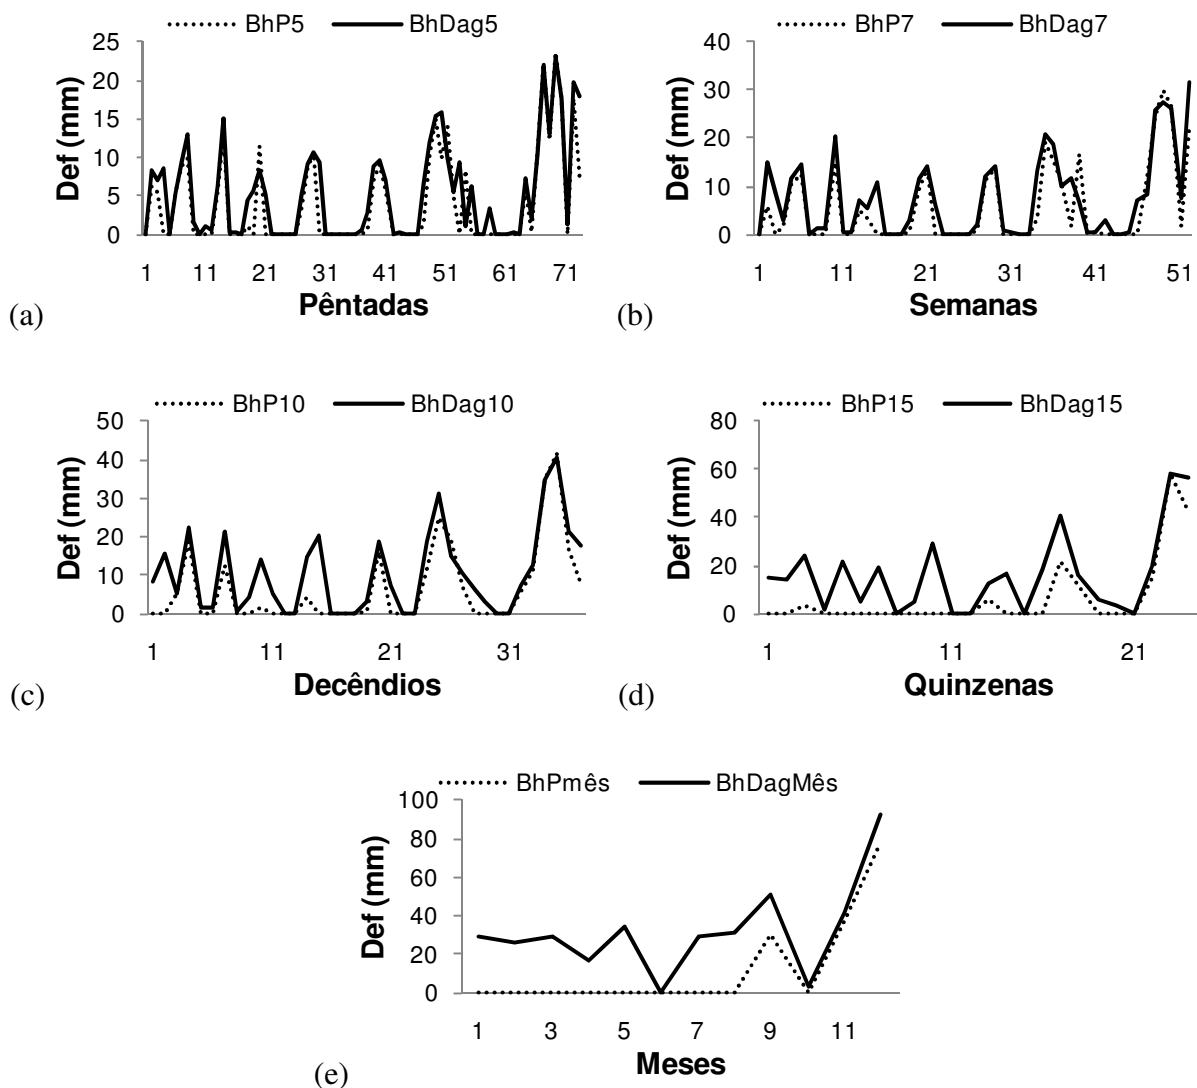 BhP5 BhDag5
25
20
15
10
5
0
Def (mm)
1 11 21 31 41 51 61 71
Pêntadas
(a)
BhP7 BhDag7
40
30
20
10
0
Def (mm)
1 11 21 31 41 51
Semanas
(b)
BhP10 BhDag10
50
40
30
20
10
0
Def (mm)
1 11 21 31
Decêndios
(c)
BhP15 BhDag15
80
60
40
20
0
Def (mm)
1 11 21
Quinzenas
(d)
BhPmês BhDagMês
100
80
60
40
20
0
Def (mm)
1 3 5 7 9 11
Meses
(e)